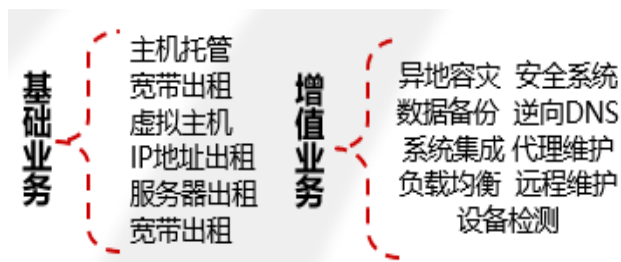 基础业务
主机托管
宽带出租
虚拟主机
IP地址出租
服务器出租
宽带出租
增值业务
异地容灾 安全系统
数据备份 逆向DNS
系统集成 代理维护
负载均衡 远程维护
设备检测